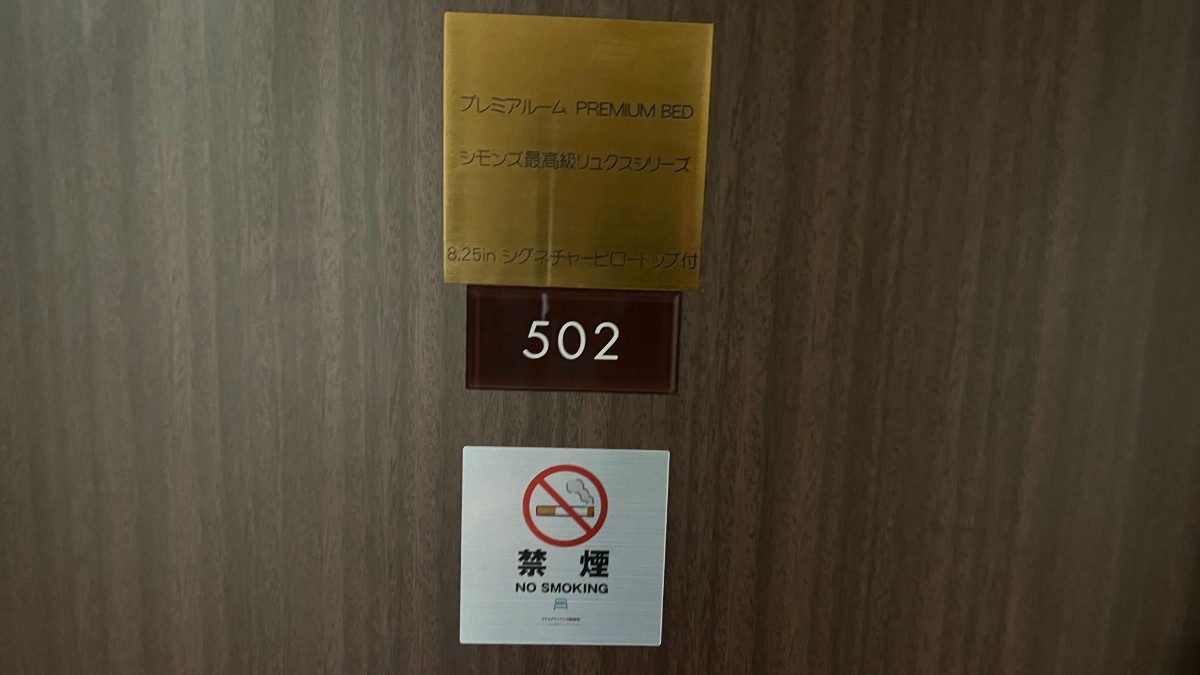 プレミアルーム PREMIUM BED
シモンズ最高級リュクスシリーズ
8.25in シグネチャーピロートップ付
502
禁煙
NO SMOKING